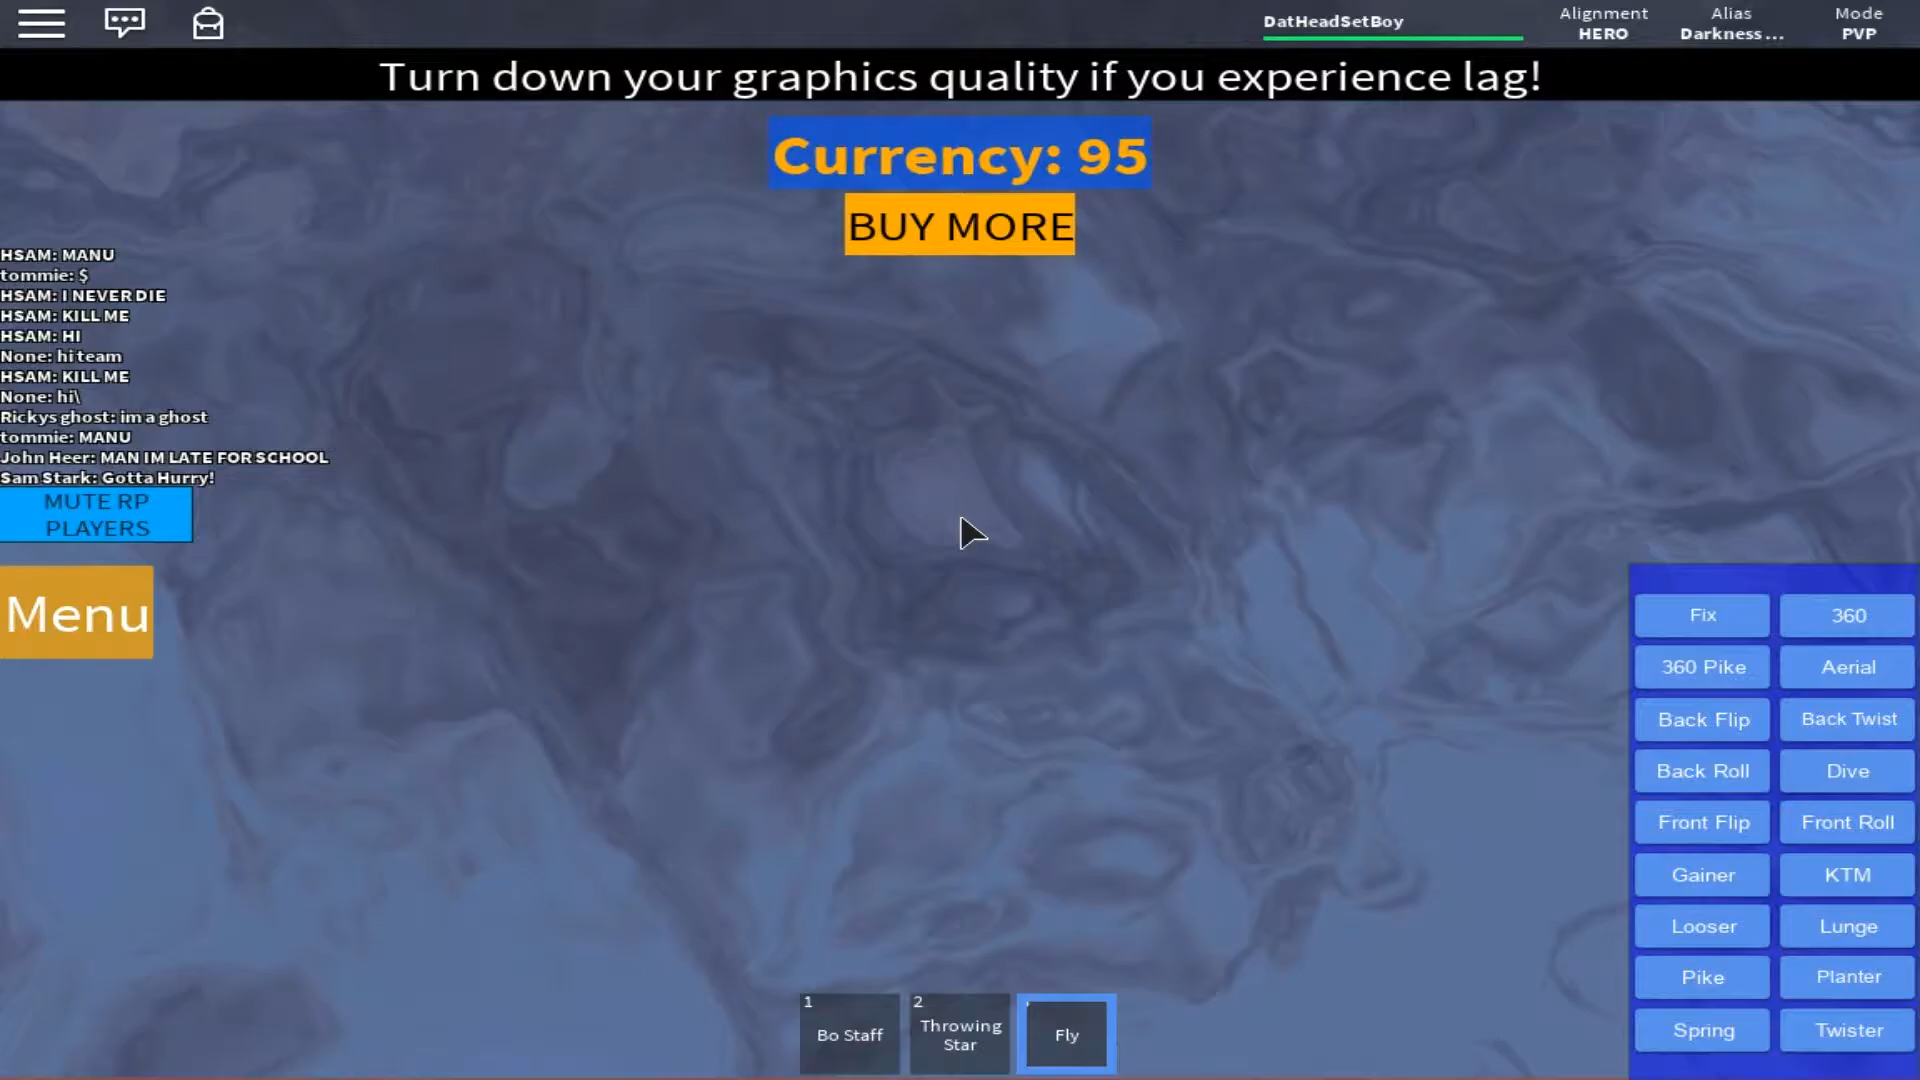 DatHeadSetBoy
Alignment
HERO
Alias
Darkness...
Mode
PVP
Turn down your graphics quality if you experience lag!
Currency: 95
BUY MORE
HSAM: MANU
tommie: $
HSAM: I NEVER DIE
HSAM: KILL ME
HSAM: HI
None: hi team
HSAM: KILL ME
None: hi\
Rickys ghost: im a ghost
tommie: MANU
John Heer: MAN IM LATE FOR SCHOOL
Sam Stark: Gotta Hurry!
MUTE RP
PLAYERS
Menu
Fix
360
360 Pike
Aerial
Back Flip
Back Twist
Back Roll
Dive
Front Flip
Front Roll
Gainer
KTM
Looser
Lunge
Pike
Planter
Spring
Twister
1
Bo Staff
2
Throwing
Star
Fly